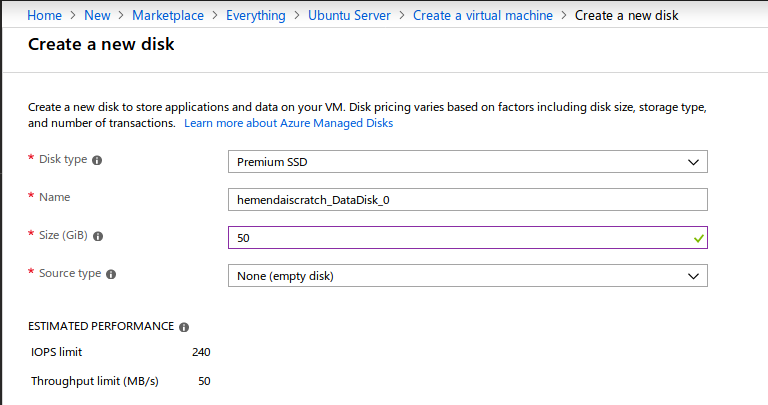 Home > New > Marketplace > Everything > Ubuntu Server > Create a virtual machine > Create a new disk
Create a new disk
Create a new disk to store applications and data on your VM. Disk pricing varies based on factors including disk size, storage type,
and number of transactions. Learn more about Azure Managed Disks
* Disk type Premium SSD
* Name hemendaiscratch_DataDisk_0
* Size (GiB) 50
* Source type None (empty disk)
ESTIMATED PERFORMANCE
IOPS limit 240
Throughput limit (MB/s) 50